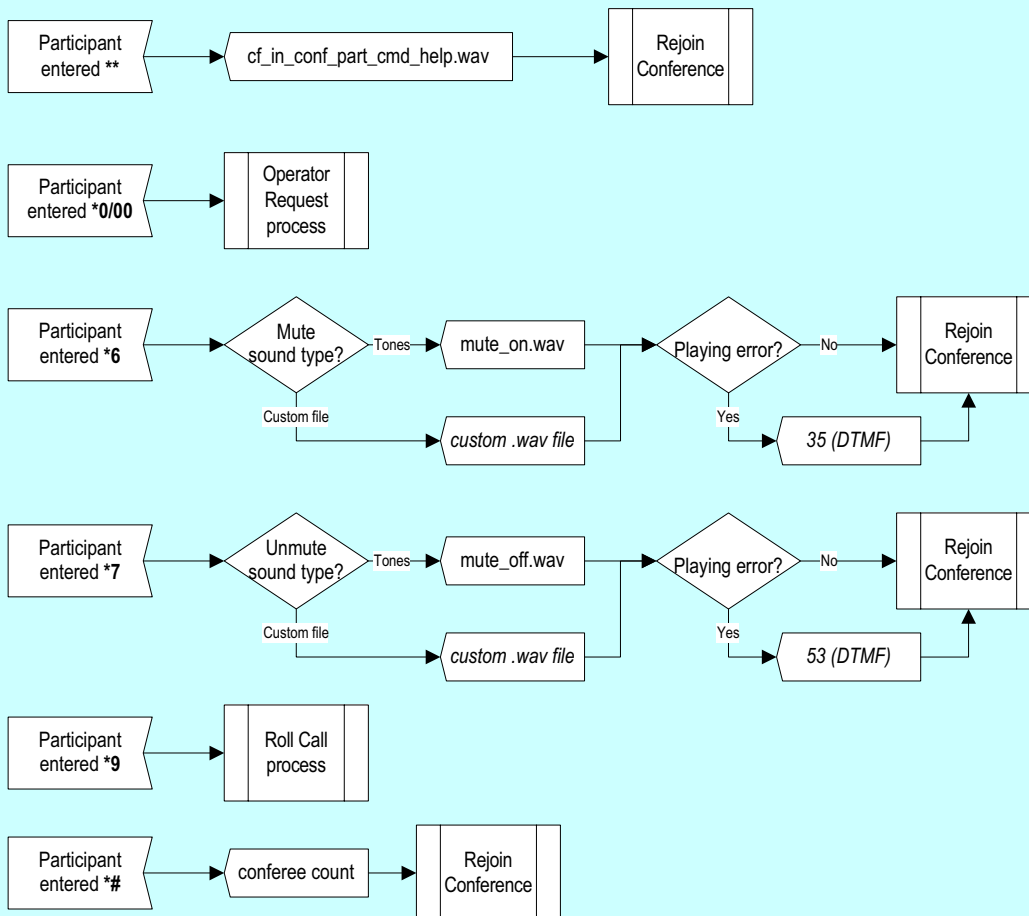 Participant
entered **
cf_in_conf_part_cmd_help.wav
Rejoin
Conference
Participant
entered *0/00
Operator
Request
process
Participant
entered *6
Mute
sound type?
Tones
mute_on.wav
Playing error?
No
Rejoin
Conference
Custom file
custom .wav file
Yes
35 (DTMF)
Participant
entered *7
Unmute
sound type?
Tones
mute_off.wav
Playing error?
No
Rejoin
Conference
Custom file
custom .wav file
Yes
53 (DTMF)
Participant
entered *9
Roll Call
process
Participant
entered *#
conferee count
Rejoin
Conference